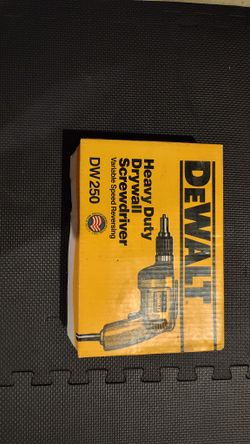 DEWALT
Heavy Duty
Drywall
Screwdriver
Variable Speed Reversing
DW250